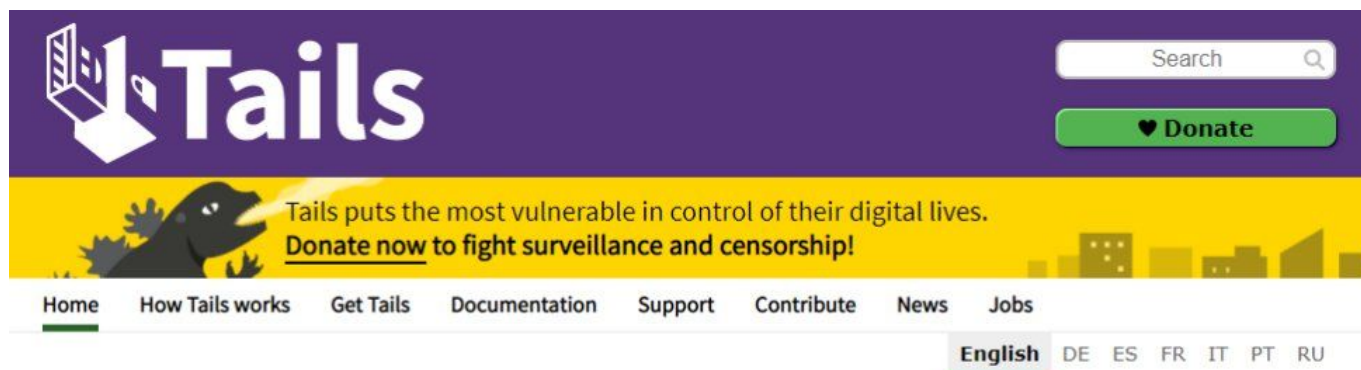 Tails
Search
♥ Donate
Tails puts the most vulnerable in control of their digital lives.
Donate now to fight surveillance and censorship!
Home How Tails works Get Tails Documentation Support Contribute News Jobs
English DE ES FR IT PT RU